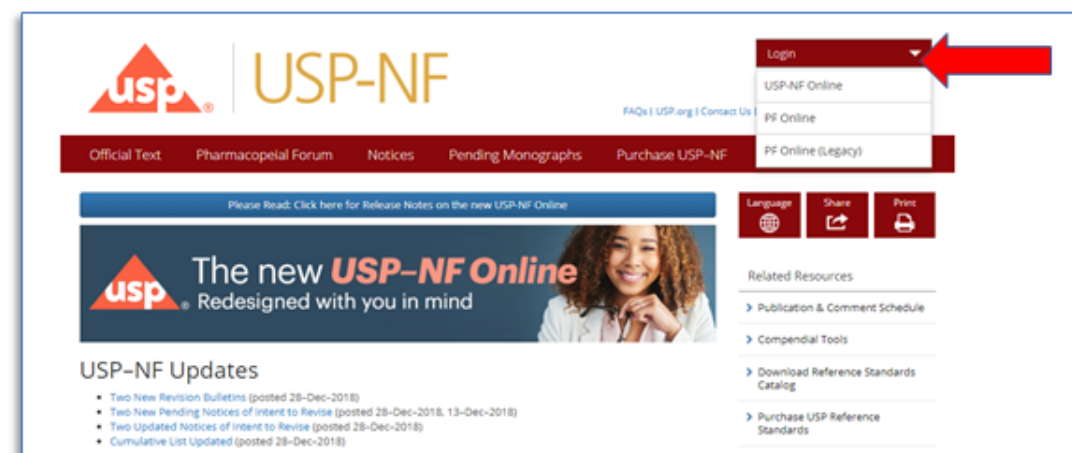 usp®
USP-NF
Login
USP-NF Online
PF Online
PF Online (Legacy)
FAQs | USP.org | Contact Us |
Official Text Pharmacopeial Forum Notices Pending Monographs Purchase USP–NF
Please Read: Click here for Release Notes on the new USP-NF Online
Language Share Print
usp®
The new USP–NF Online
Redesigned with you in mind
Related Resources
Publication & Comment Schedule
Compendial Tools
Download Reference Standards
Catalog
Purchase USP Reference
Standards
USP–NF Updates
Two New Revision Bulletins (posted 28–Dec–2018)
Two New Pending Notices of Intent to Revise (posted 28–Dec–2018, 13–Dec–2018)
Two Updated Notices of Intent to Revise (posted 28–Dec–2018)
Cumulative List Updated (posted 28–Dec–2018)